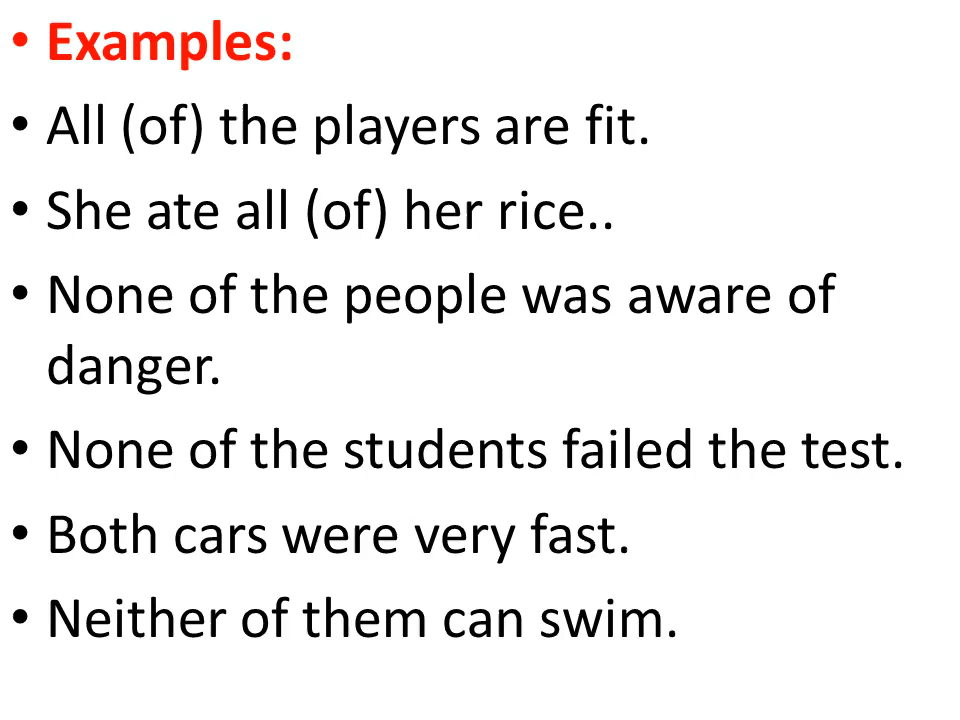 • Examples:
• All (of) the players are fit.
• She ate all (of) her rice..
• None of the people was aware of
danger.
• None of the students failed the test.
• Both cars were very fast.
• Neither of them can swim.